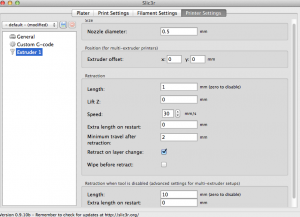 Slic3r
Plater Print Settings Filament Settings Printer Settings
- default - (modified)
General
Custom G-code
Extruder 1
Size
Nozzle diameter: 0.5 mm
Position (for multi-extruder printers)
Extruder offset: x: 0 y: 0 mm
Retraction
Length: 1 mm (zero to disable)
Lift Z: 0 mm
Speed: 30 mm/s
Extra length on restart: 0 mm
Minimum travel after retraction: 2 mm
Retract on layer change:
Wipe before retract:
Retraction when tool is disabled (advanced settings for multi-extruder setups)
Length: 10 mm (zero to disable)
Extra length on restart: 0 mm
Version 0.9.10b - Remember to check for updates at http://slic3r.org/